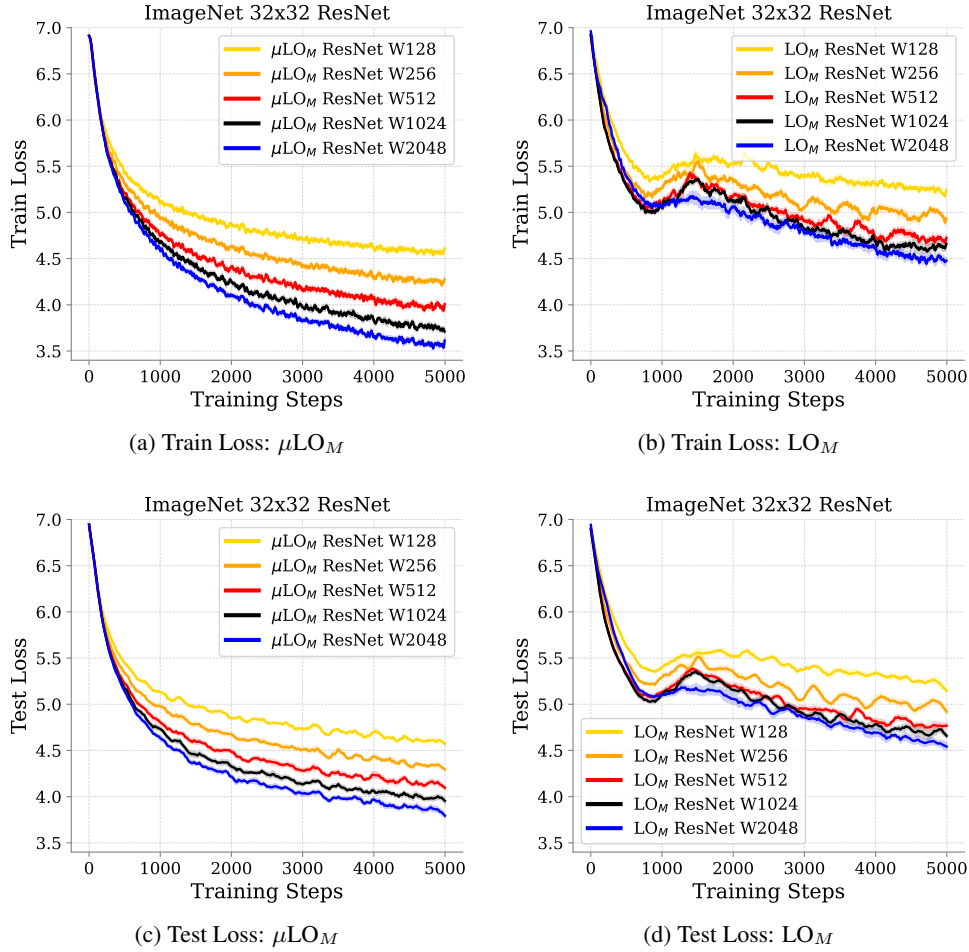 ImageNet 32x32 ResNet
7.0
6.5
6.0
5.5
5.0
4.5
4.0
3.5
Train Loss
μLO_M ResNet W128
μLO_M ResNet W256
μLO_M ResNet W512
μLO_M ResNet W1024
μLO_M ResNet W2048
0 1000 2000 3000 4000 5000
Training Steps
(a) Train Loss: μLO_M
ImageNet 32x32 ResNet
7.0
6.5
6.0
5.5
5.0
4.5
4.0
3.5
Train Loss
LO_M ResNet W128
LO_M ResNet W256
LO_M ResNet W512
LO_M ResNet W1024
LO_M ResNet W2048
0 1000 2000 3000 4000 5000
Training Steps
(b) Train Loss: LO_M
ImageNet 32x32 ResNet
7.0
6.5
6.0
5.5
5.0
4.5
4.0
3.5
Test Loss
μLO_M ResNet W128
μLO_M ResNet W256
μLO_M ResNet W512
μLO_M ResNet W1024
μLO_M ResNet W2048
0 1000 2000 3000 4000 5000
Training Steps
(c) Test Loss: μLO_M
ImageNet 32x32 ResNet
7.0
6.5
6.0
5.5
5.0
4.5
4.0
3.5
Test Loss
LO_M ResNet W128
LO_M ResNet W256
LO_M ResNet W512
LO_M ResNet W1024
LO_M ResNet W2048
0 1000 2000 3000 4000 5000
Training Steps
(d) Test Loss: LO_M